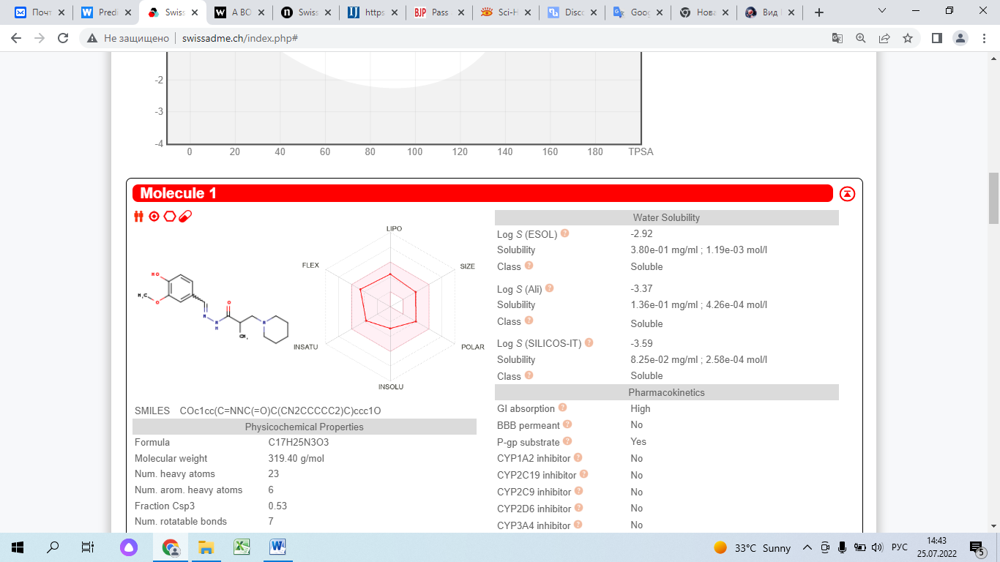 Почт Predi Swiss A BO Swiss https Pass Sci-H Disco Goog Нова Вид
Не защищено swissadme.ch/index.php#
-2
-3
-4
0 20 40 60 80 100 120 140 160 180 TPSA
Molecule 1
LIPO
FLEX SIZE
INSATU POLAR
INSOLU
HO
H3C O
N
N
H
O
CH3
N
SMILES COc1cc(C=NNC(=O)C(CN2CCCCC2)C)ccc1O
Physicochemical Properties
Formula C17H25N3O3
Molecular weight 319.40 g/mol
Num. heavy atoms 23
Num. arom. heavy atoms 6
Fraction Csp3 0.53
Num. rotatable bonds 7
Water Solubility
Log S (ESOL) ? -2.92
Solubility 3.80e-01 mg/ml ; 1.19e-03 mol/l
Class ? Soluble
Log S (Ali) ? -3.37
Solubility 1.36e-01 mg/ml ; 4.26e-04 mol/l
Class ? Soluble
Log S (SILICOS-IT) ? -3.59
Solubility 8.25e-02 mg/ml ; 2.58e-04 mol/l
Class ? Soluble
Pharmacokinetics
GI absorption ? High
BBB permeant ? No
P-gp substrate ? Yes
CYP1A2 inhibitor ? No
CYP2C19 inhibitor ? No
CYP2C9 inhibitor ? No
CYP2D6 inhibitor ? No
CYP3A4 inhibitor ? No
33°C Sunny РУС 14:43
25.07.2022 5